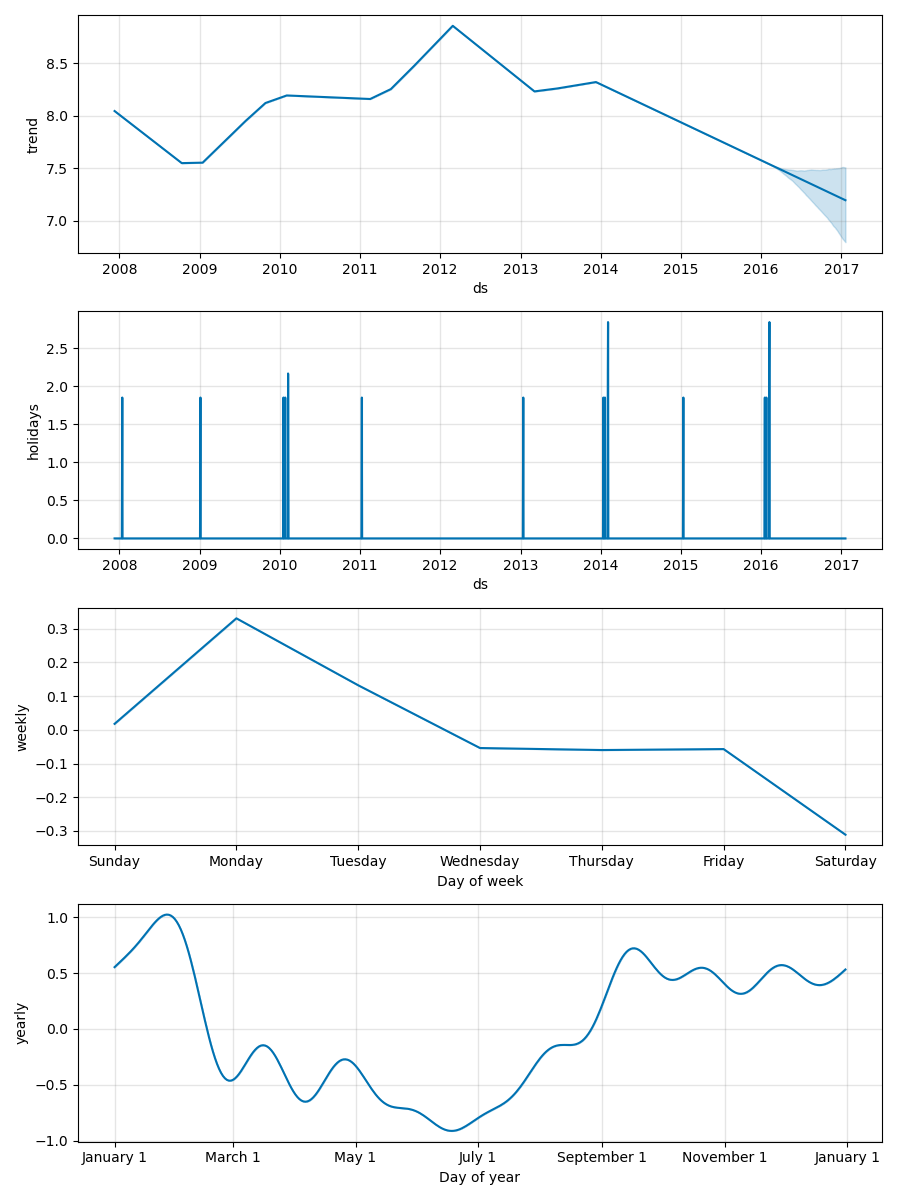 trend
8.5
8.0
7.5
7.0
2008 2009 2010 2011 2012 2013 2014 2015 2016 2017
ds
holidays
2.5
2.0
1.5
1.0
0.5
0.0
2008 2009 2010 2011 2012 2013 2014 2015 2016 2017
ds
weekly
0.3
0.2
0.1
0.0
−0.1
−0.2
−0.3
Sunday Monday Tuesday Wednesday Thursday Friday Saturday
Day of week
yearly
1.0
0.5
0.0
−0.5
−1.0
January 1 March 1 May 1 July 1 September 1 November 1 January 1
Day of year